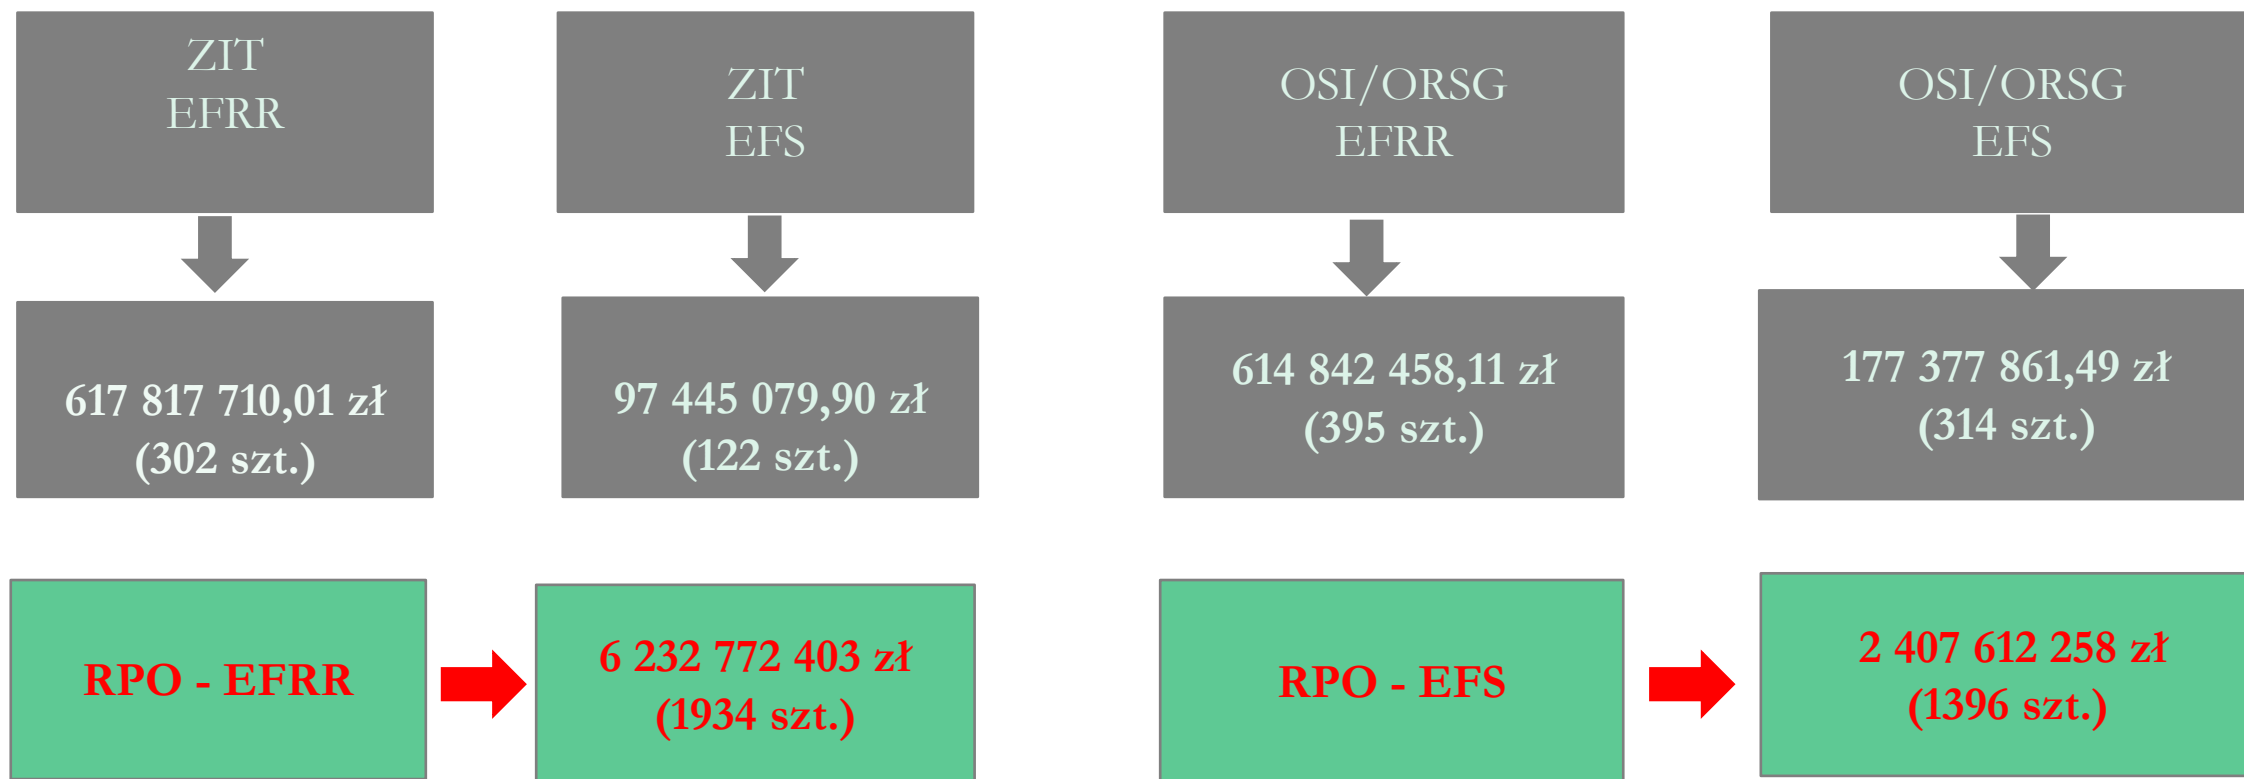 ZIT
EFRR
ZIT
EFS
OSI/ORSG
EFRR
OSI/ORSG
EFS
617 817 710,01 zł
(302 szt.)
97 445 079,90 zł
(122 szt.)
614 842 458,11 zł
(395 szt.)
177 377 861,49 zł
(314 szt.)
RPO - EFRR
6 232 772 403 zł
(1934 szt.)
RPO - EFS
2 407 612 258 zł
(1396 szt.)